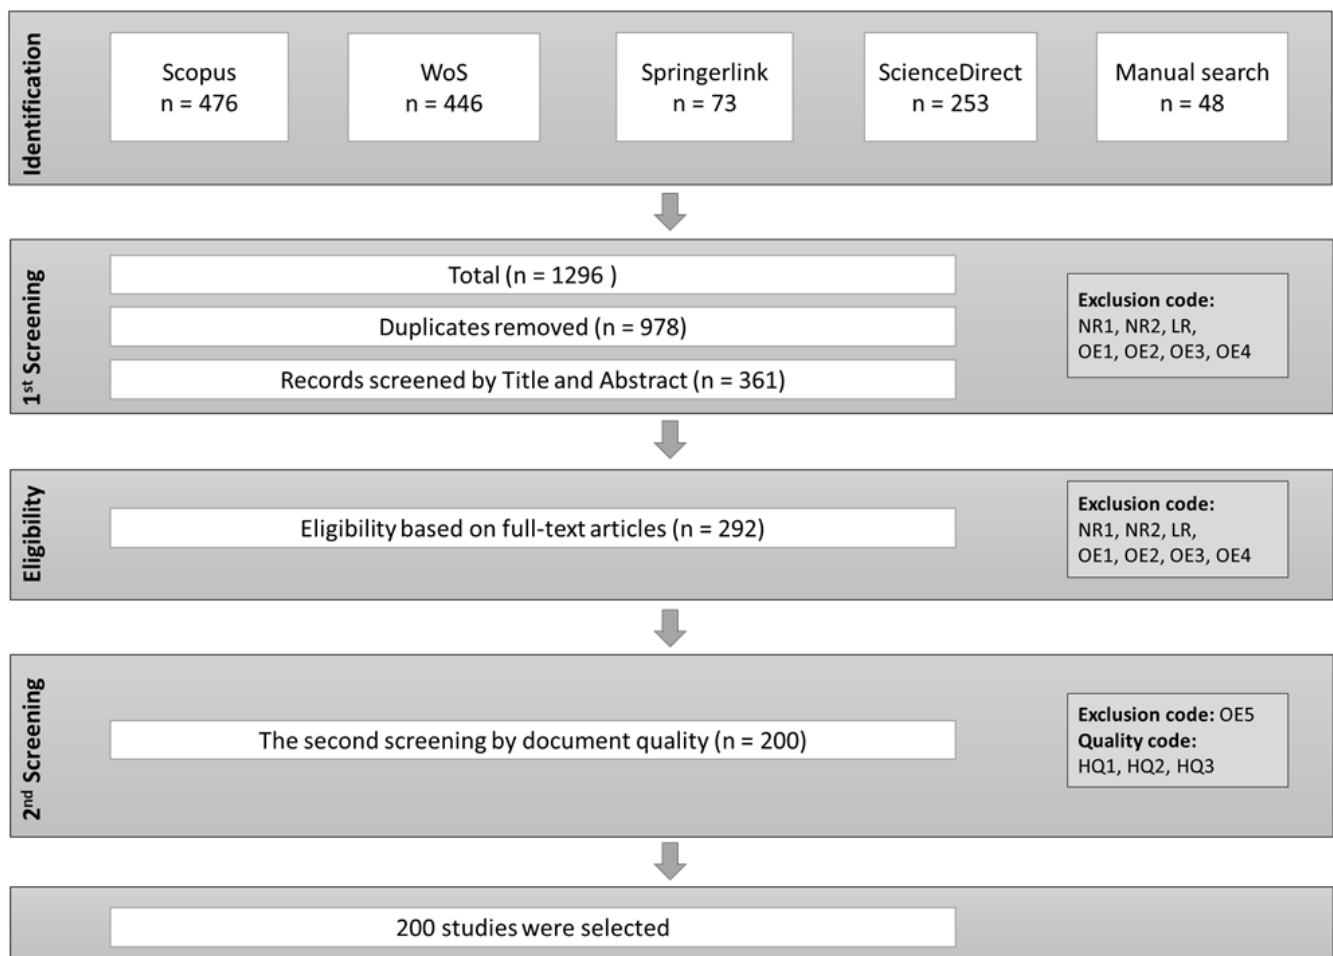 Identification
Scopus
n = 476
WoS
n = 446
Springerlink
n = 73
ScienceDirect
n = 253
Manual search
n = 48
1st Screening
Total (n = 1296 )
Duplicates removed (n = 978)
Records screened by Title and Abstract (n = 361)
Exclusion code:
NR1, NR2, LR,
OE1, OE2, OE3, OE4
Eligibility
Eligibility based on full-text articles (n = 292)
Exclusion code:
NR1, NR2, LR,
OE1, OE2, OE3, OE4
2nd Screening
The second screening by document quality (n = 200)
Exclusion code: OE5
Quality code:
HQ1, HQ2, HQ3
200 studies were selected